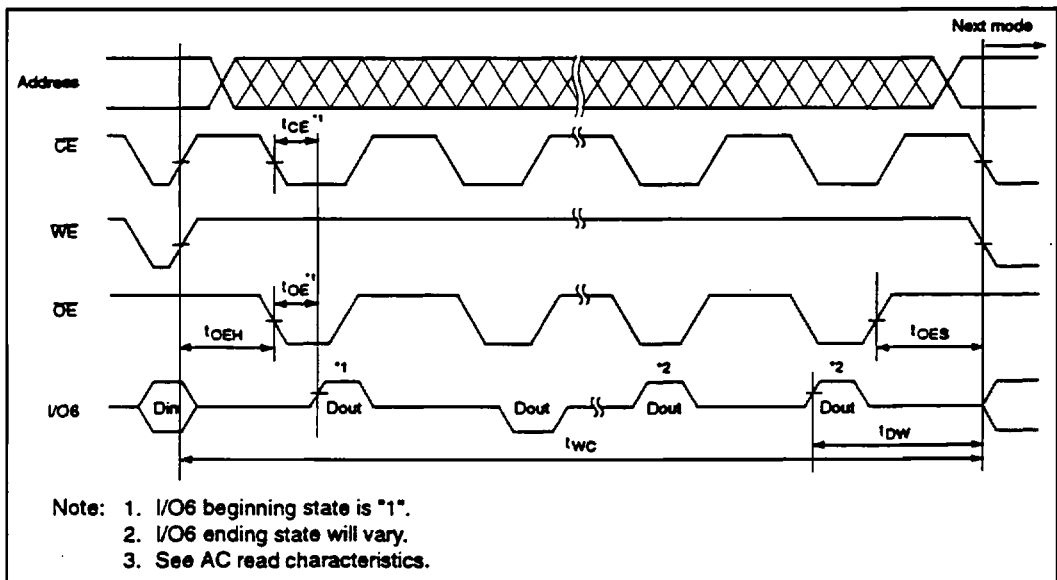 Next mode
Address
tCE *1
CE
WE
tOE *1
OE
tOEH
tOES
*1
*2
*2
I/O6
Din
Dout
Dout
Dout
Dout
tDW
tWC
Note: 1. I/O6 beginning state is "1".
2. I/O6 ending state will vary.
3. See AC read characteristics.